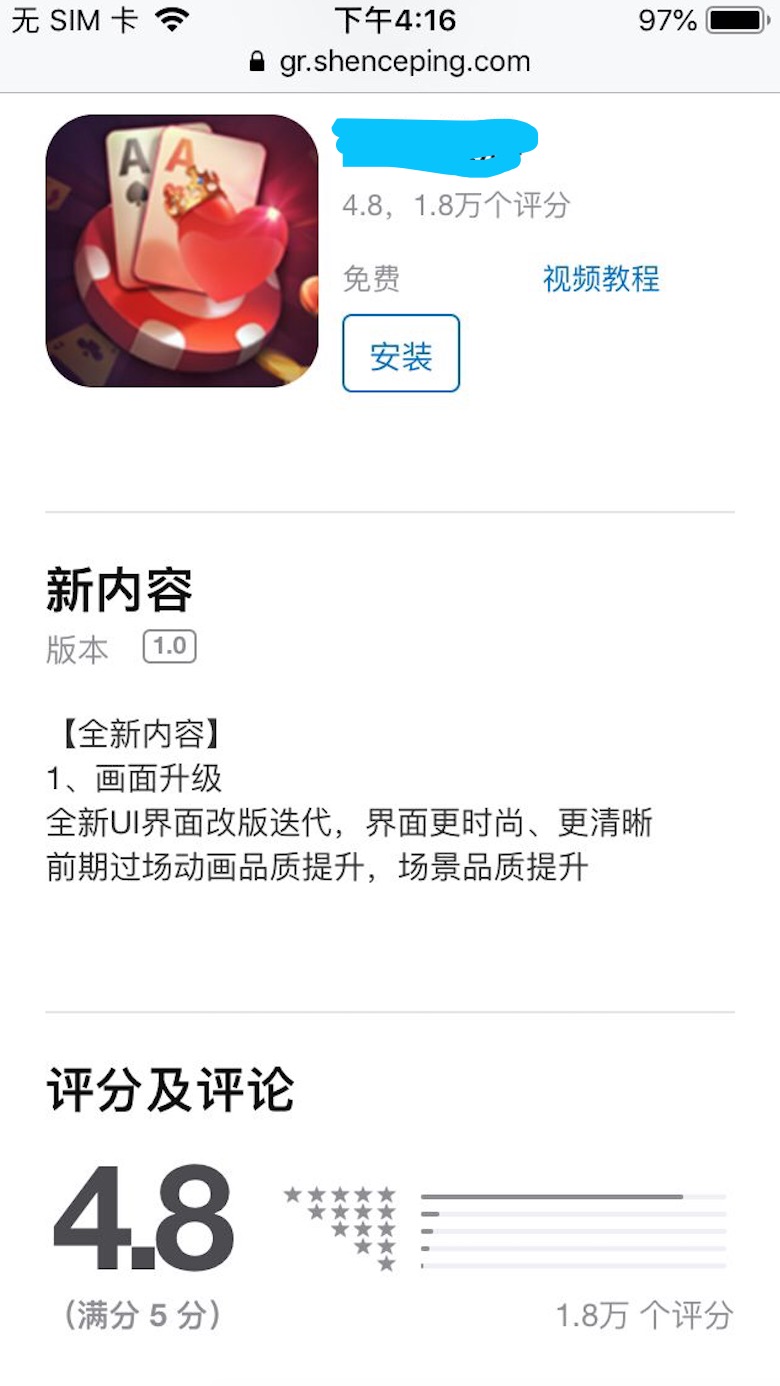 无 SIM 卡
下午4:16
97%
gr.shenceping.com
A
A
4.8，1.8万个评分
免费
视频教程
安装
新内容
版本 1.0
【全新内容】
1、画面升级
全新UI界面改版迭代，界面更时尚、更清晰
前期过场动画品质提升，场景品质提升
评分及评论
4.8
（满分 5 分）
1.8万 个评分